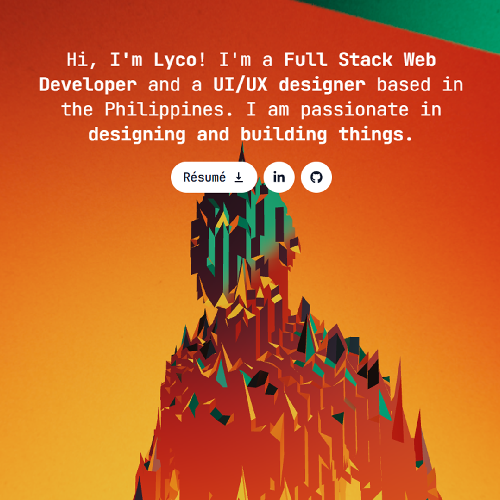 Hi, I'm Lyco! I'm a Full Stack Web
Developer and a UI/UX designer based in
the Philippines. I am passionate in
designing and building things.
Résumé
in